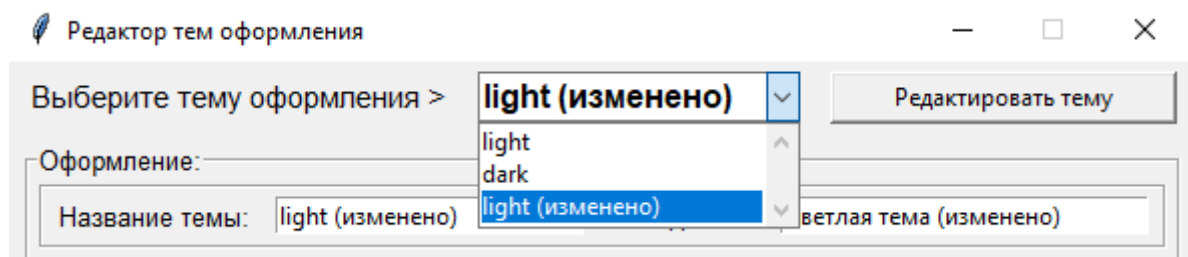 Редактор тем оформления
Выберите тему оформления > light (изменено) Редактировать тему
light
dark
light (изменено)
Оформление:
Название темы: light (изменено) ветлая тема (изменено)